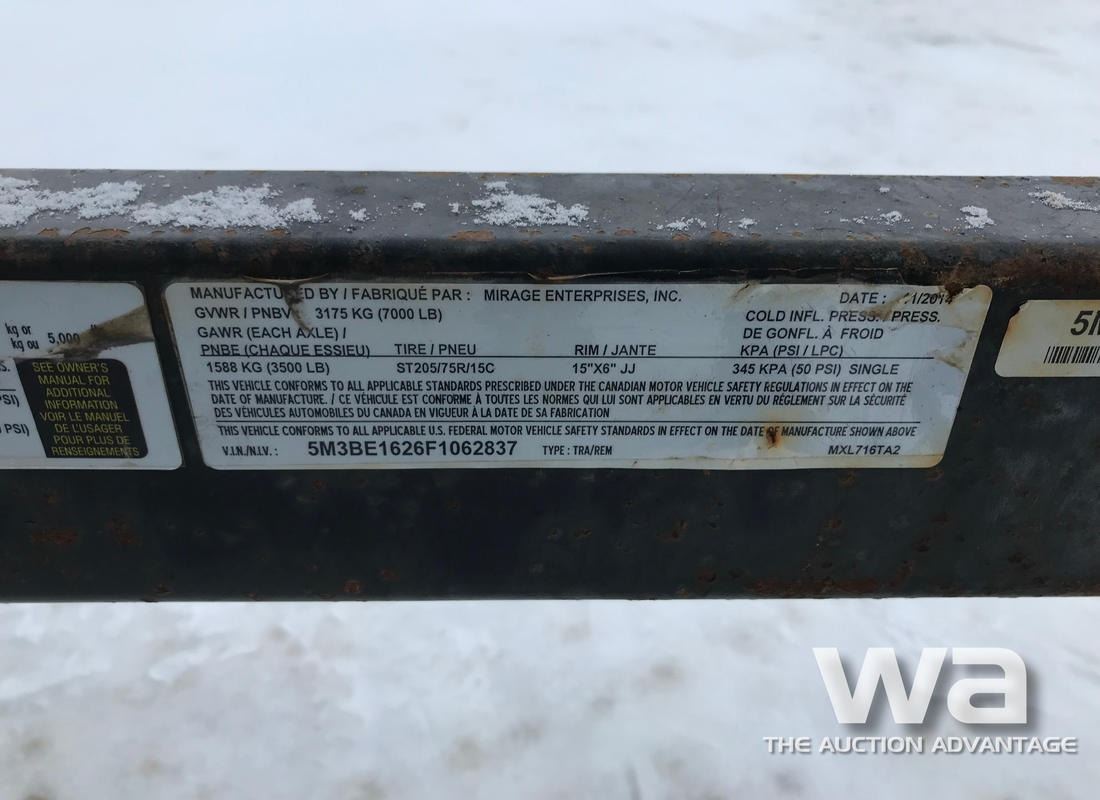 kg or
kg ou 5,000
S.
PSI)
0 PSI)
SEE OWNER'S
MANUAL FOR
ADDITIONAL
INFORMATION
VOIR LE MANUEL
DE L'USAGER
POUR PLUS DE
RENSEIGNEMENTS
MANUFACTURED BY / FABRIQUÉ PAR : MIRAGE ENTERPRISES, INC. DATE : 11/2014
GVWR / PNBV 3175 KG (7000 LB) COLD INFL. PRESS. / PRESS.
GAWR (EACH AXLE) / DE GONFL. À FROID
PNBE (CHAQUE ESSIEU) TIRE / PNEU RIM / JANTE KPA (PSI / LPC)
1588 KG (3500 LB) ST205/75R/15C 15"X6" JJ 345 KPA (50 PSI) SINGLE
THIS VEHICLE CONFORMS TO ALL APPLICABLE STANDARDS PRESCRIBED UNDER THE CANADIAN MOTOR VEHICLE SAFETY REGULATIONS IN EFFECT ON THE
DATE OF MANUFACTURE. / CE VÉHICULE EST CONFORME À TOUTES LES NORMES QUI LUI SONT APPLICABLES EN VERTU DU RÈGLEMENT SUR LA SÉCURITÉ
DES VÉHICULES AUTOMOBILES DU CANADA EN VIGUEUR À LA DATE DE SA FABRICATION
THIS VEHICLE CONFORMS TO ALL APPLICABLE U.S. FEDERAL MOTOR VEHICLE SAFETY STANDARDS IN EFFECT ON THE DATE OF MANUFACTURE SHOWN ABOVE
V.I.N./N.I.V. : 5M3BE1626F1062837 TYPE : TRA/REM MXL716TA2
5M
wa
THE AUCTION ADVANTAGE